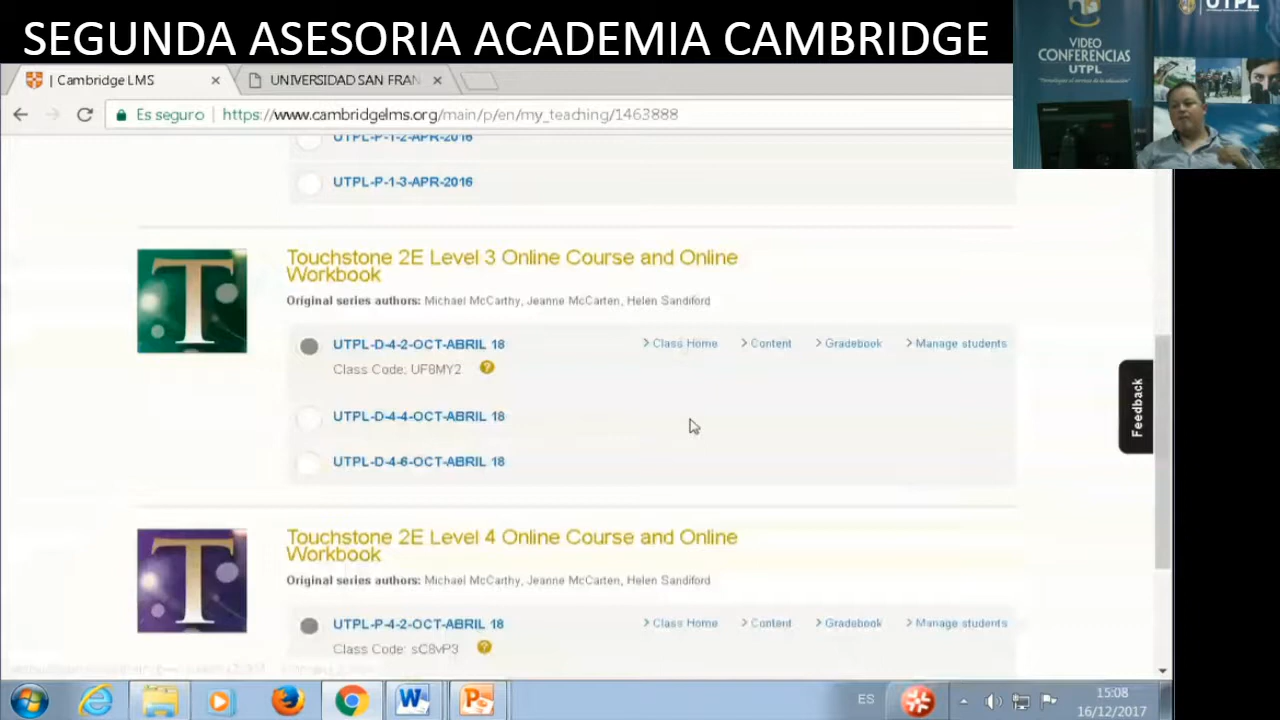 SEGUNDA ASESORIA ACADEMIA CAMBRIDGE
UTPL
VIDEO
CONFERENCIAS
UTPL
| Cambridge LMS
UNIVERSIDAD SAN FRAN
Es seguro
https://www.cambridgelms.org/main/p/en/my_teaching/1463888
UTPL-P-1-2-APR-2016
UTPL-P-1-3-APR-2016
T
Touchstone 2E Level 3 Online Course and Online
Workbook
Original series authors: Michael McCarthy, Jeanne McCarten, Helen Sandiford
UTPL-D-4-2-OCT-ABRIL 18
Class Home
Content
Gradebook
Manage students
Class Code: UF8MY2
?
UTPL-D-4-4-OCT-ABRIL 18
UTPL-D-4-6-OCT-ABRIL 18
Feedback
T
Touchstone 2E Level 4 Online Course and Online
Workbook
Original series authors: Michael McCarthy, Jeanne McCarten, Helen Sandiford
UTPL-P-4-2-OCT-ABRIL 18
Class Home
Content
Gradebook
Manage students
Class Code: sC8vP3
?
ES
15:08
16/12/2017